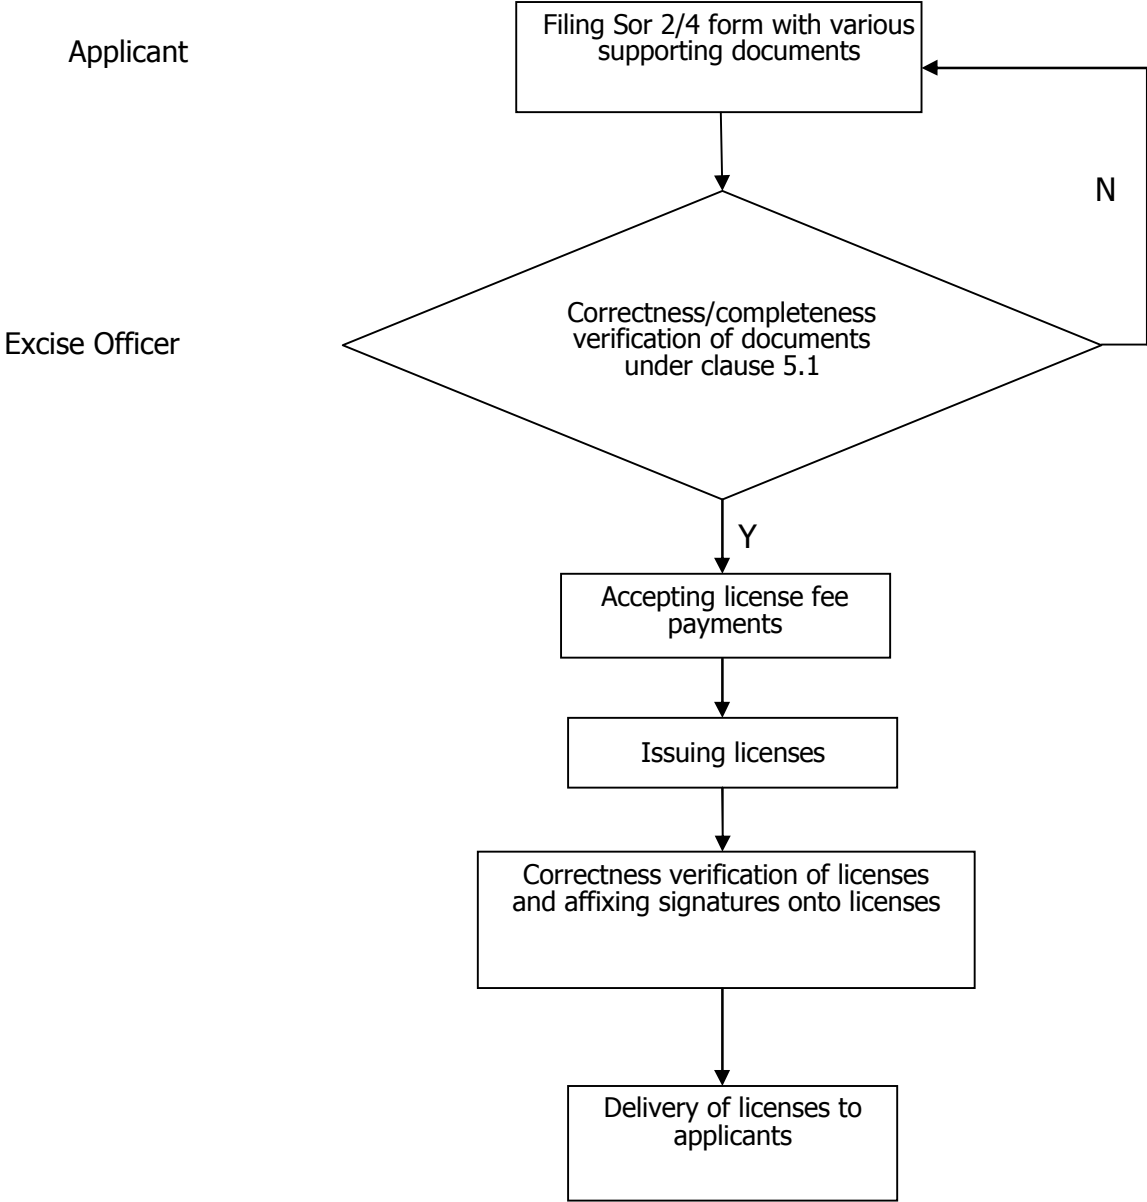 Applicant
Filing Sor 2/4 form with various
supporting documents
N
Excise Officer
Correctness/completeness
verification of documents
under clause 5.1
Y
Accepting license fee
payments
Issuing licenses
Correctness verification of licenses
and affixing signatures onto licenses
Delivery of licenses to
applicants